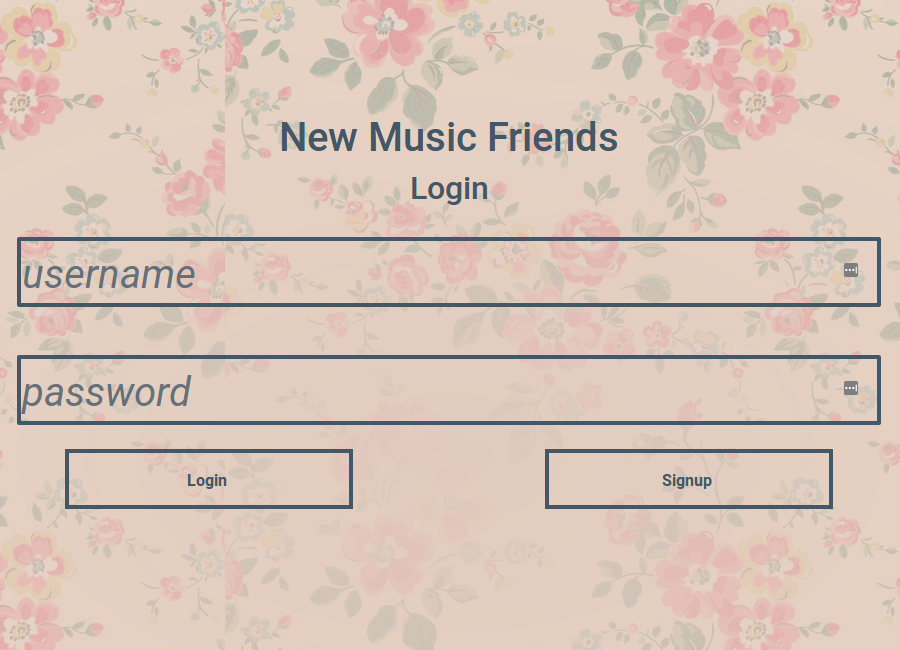 New Music Friends
Login
username
password
Login
Signup